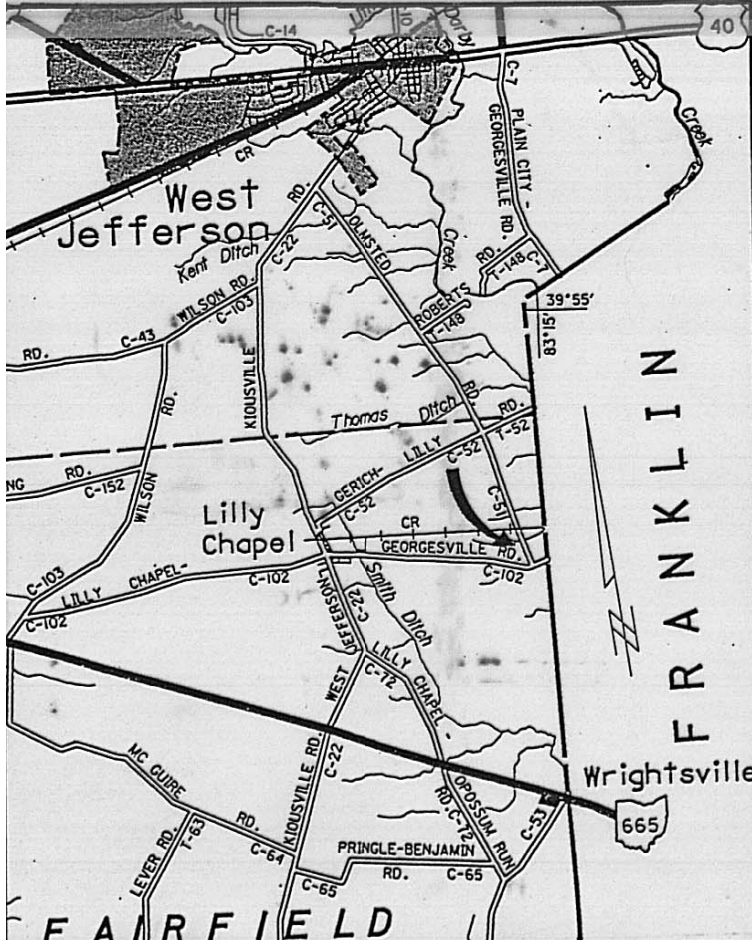 C-14
10
Darby
40
C-7
PLAIN CITY -
GEORGESVILLE RD.
Creek
CR
West
Jefferson
RD.
C-51
OLMSTED
Kent Ditch
C-22
Creek
RD.
T-148
C-7
WILSON RD.
C-103
ROBERTS
T-148
39°55'
83°15'
RD.
C-43
KIOUSVILLE
RD.
Thomas Ditch
RD.
RD.
T-52
LILLY
C-52
NG RD.
C-152
WILSON
GERICH-
C-52
C-51
FRANKLIN
Lilly
Chapel
CR
GEORGESVILLE RD.
C-102
C-103
LILLY CHAPEL-
C-102
C-102
JEFFERSON
C-22
Smith Ditch
WEST
LILLY CHAPEL -
C-72
Wrightsville
665
MC GUIRE
RD.
C-64
KIOUSVILLE RD.
C-22
OPOSSUM RUN
RD. C-72
C-53
LEVER RD.
T-63
PRINGLE-BENJAMIN
RD.
C-65
C-65
FAIRFIELD